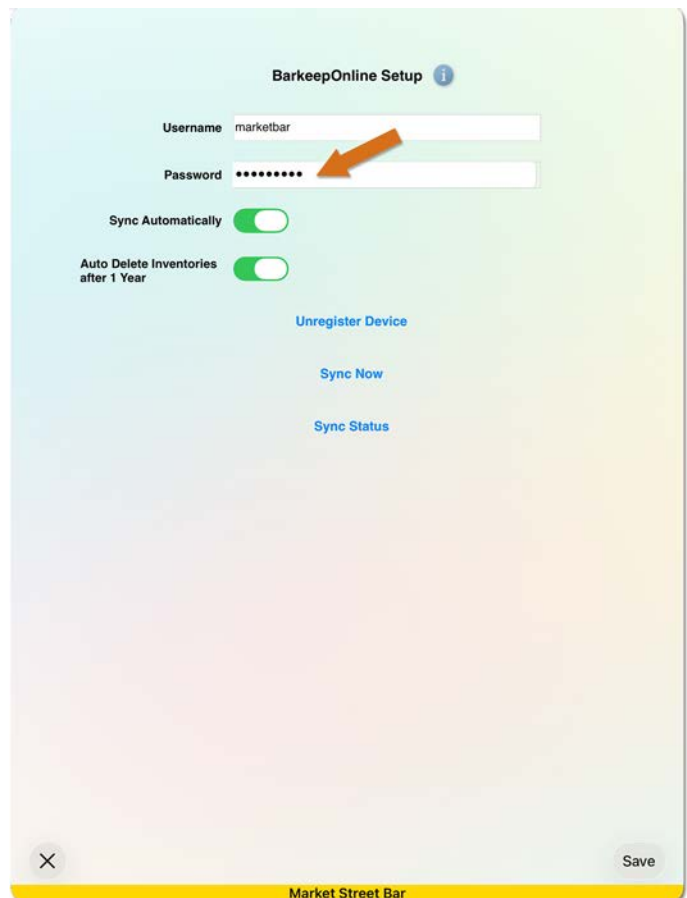 BarkeepOnline Setup i
Username marketbar
Password •••••••••
Sync Automatically
Auto Delete Inventories
after 1 Year
Unregister Device
Sync Now
Sync Status
Save
Market Street Bar